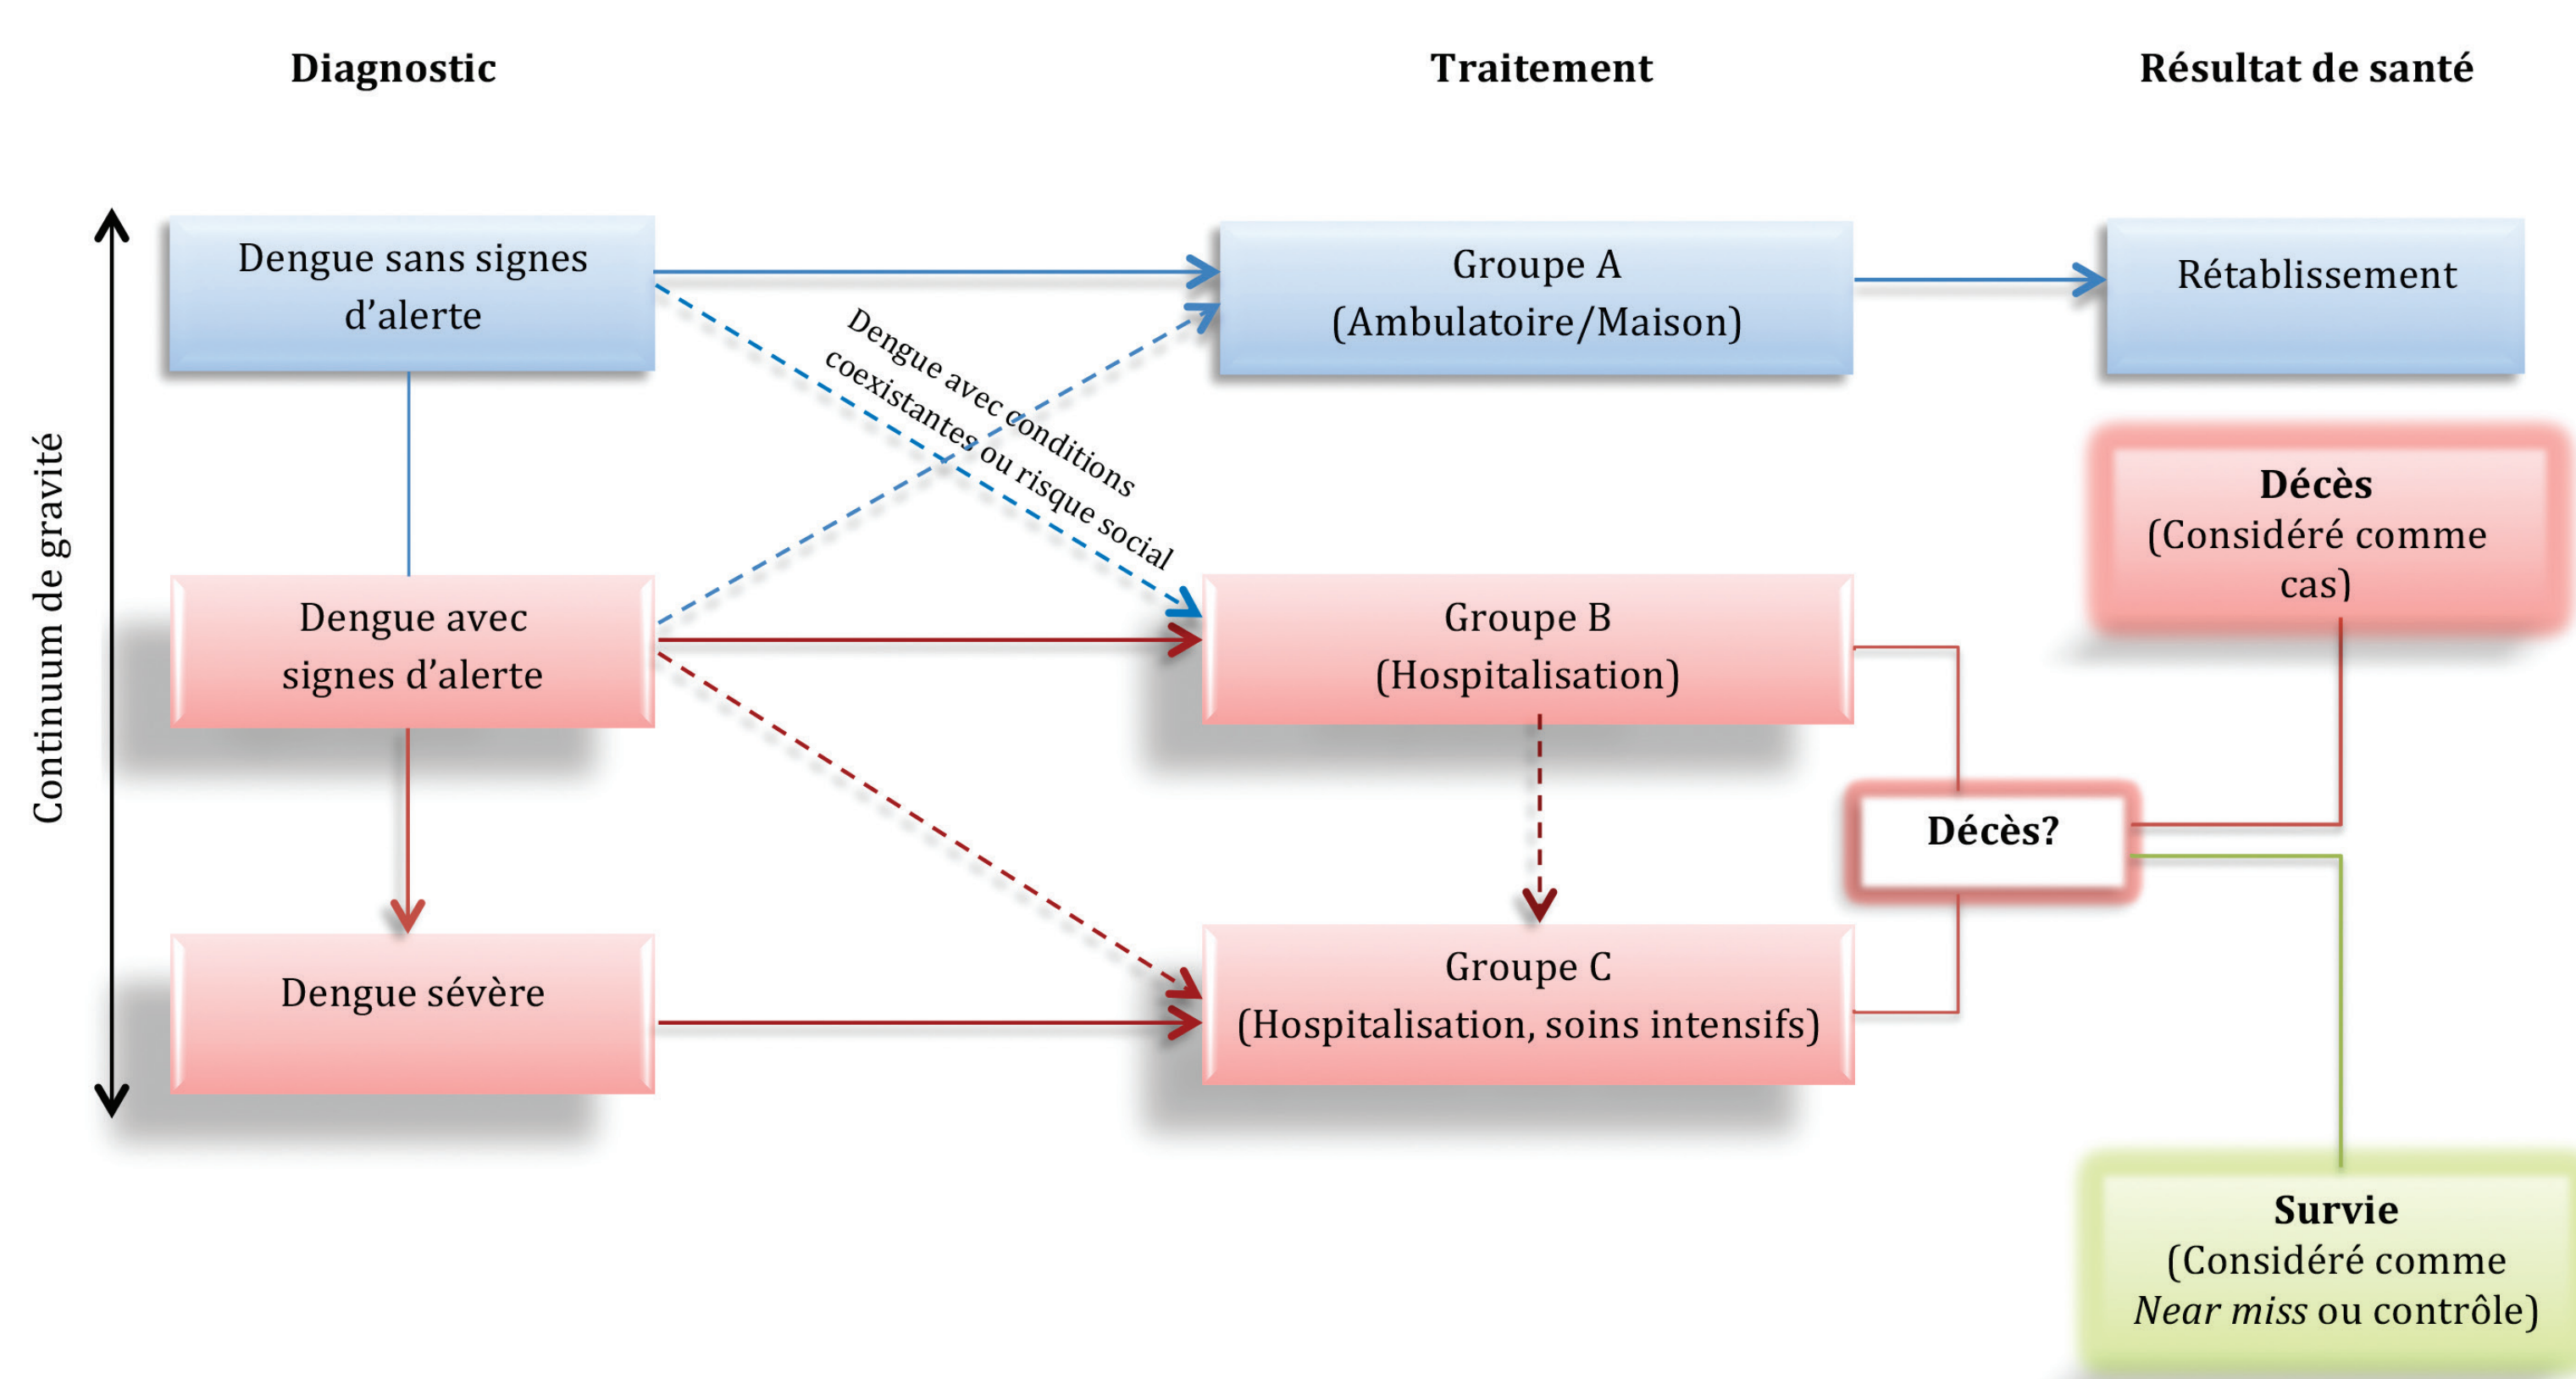 Diagnostic
Traitement
Résultat de santé
Continuum de gravité
Dengue sans signes
d’alerte
Groupe A
(Ambulatoire/Maison)
Rétablissement
Dengue avec conditions
coexistantes ou risque social
Décès
(Considéré comme
cas)
Dengue avec
signes d’alerte
Groupe B
(Hospitalisation)
Décès?
Dengue sévère
Groupe C
(Hospitalisation, soins intensifs)
Survie
(Considéré comme
Near miss ou contrôle)